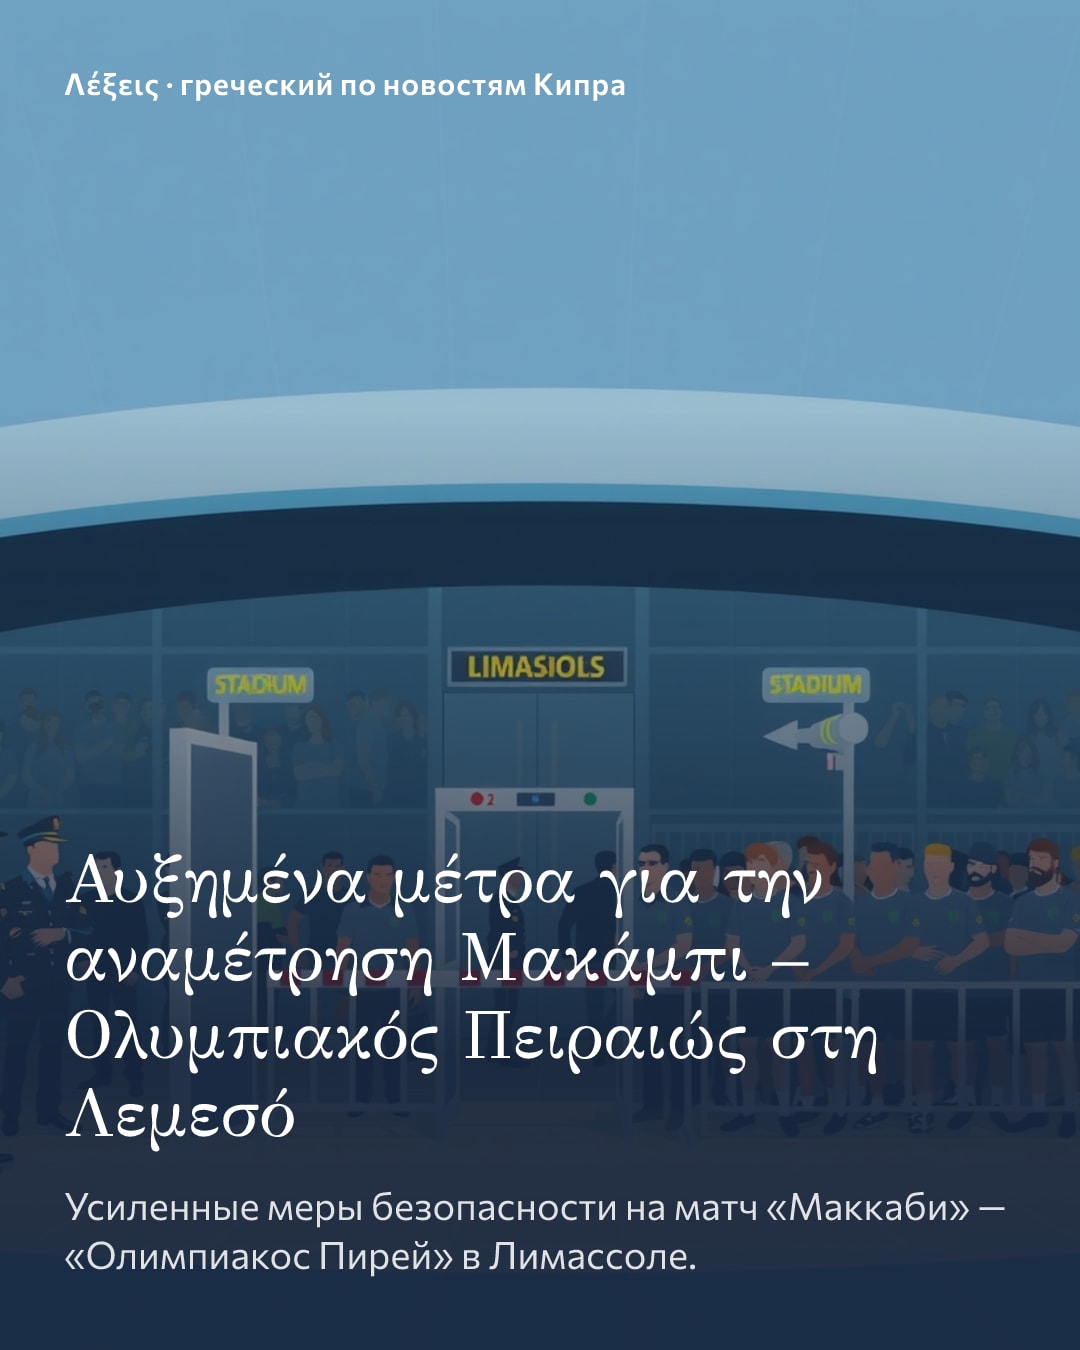 Λέξεις · греческий по новостям Кипра
LIMASIOLS
STADIUM
STADIUM
2
Αυξημένα μέτρα για την
αναμέτρηση Μακάμπι –
Ολυμπιακός Πειραιώς στη
Λεμεσό
Усиленные меры безопасности на матч «Маккаби» —
«Олимпиакос Пирей» в Лимассоле.